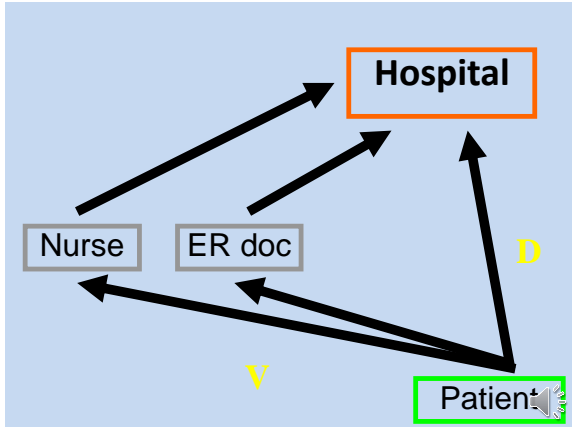 Hospital
Nurse
ER doc
D
V
Patient